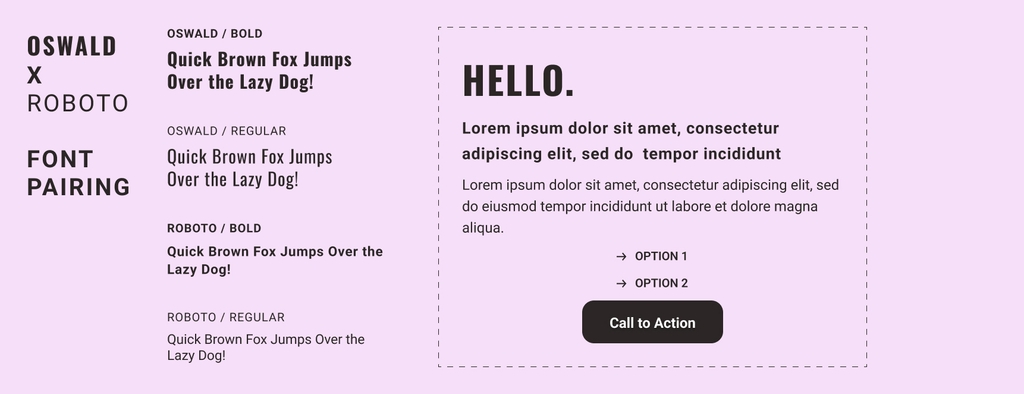 OSWALD
X
ROBOTO
FONT
PAIRING
OSWALD / BOLD
Quick Brown Fox Jumps
Over the Lazy Dog!
OSWALD / REGULAR
Quick Brown Fox Jumps
Over the Lazy Dog!
ROBOTO / BOLD
Quick Brown Fox Jumps Over the
Lazy Dog!
ROBOTO / REGULAR
Quick Brown Fox Jumps Over the
Lazy Dog!
HELLO.
Lorem ipsum dolor sit amet, consectetur
adipiscing elit, sed do  tempor incididunt
Lorem ipsum dolor sit amet, consectetur adipiscing elit, sed
do eiusmod tempor incididunt ut labore et dolore magna
aliqua.
→ OPTION 1
→ OPTION 2
Call to Action